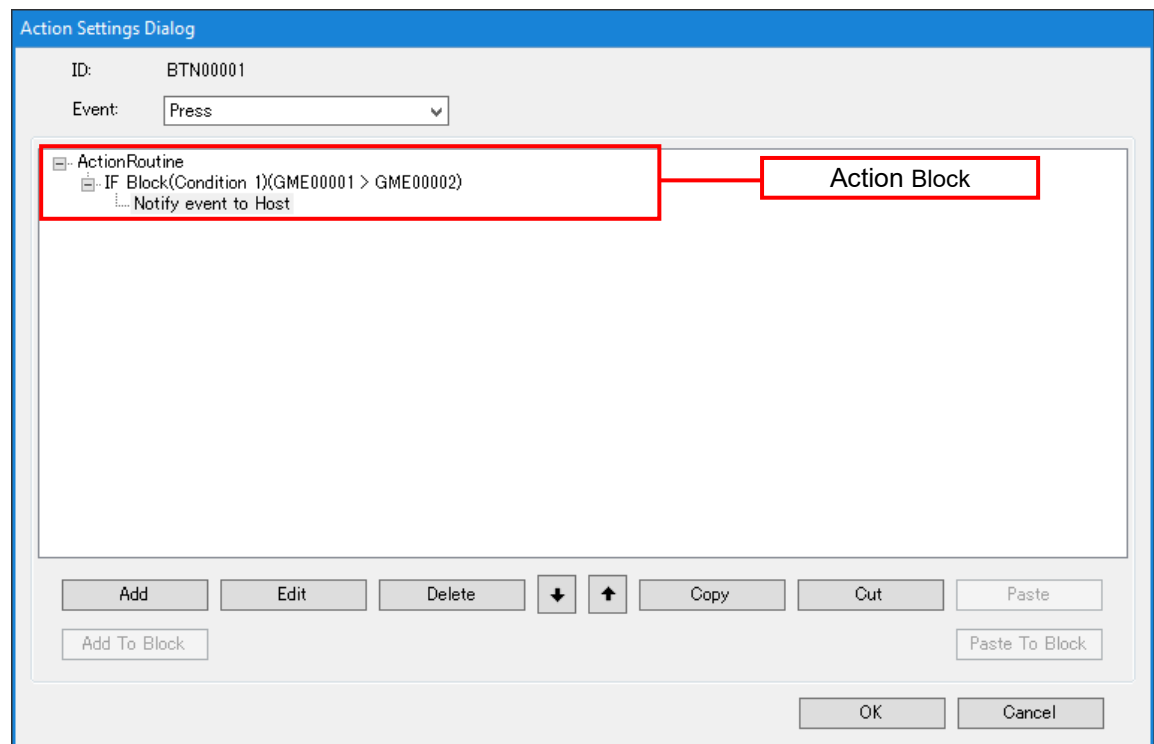 Action Settings Dialog
ID: BTN00001
Event: Press
ActionRoutine
IF Block(Condition 1)(GME00001 > GME00002)
Notify event to Host
Action Block
Add Edit Delete Copy Cut Paste
Add To Block Paste To Block
OK Cancel